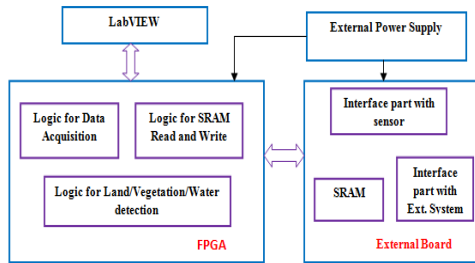 LabVIEW
External Power Supply
Logic for Data
Acquisition
Logic for SRAM
Read and Write
Logic for Land/Vegetation/Water
detection
FPGA
Interface part with
sensor
SRAM
Interface
part with
Ext. System
External Board